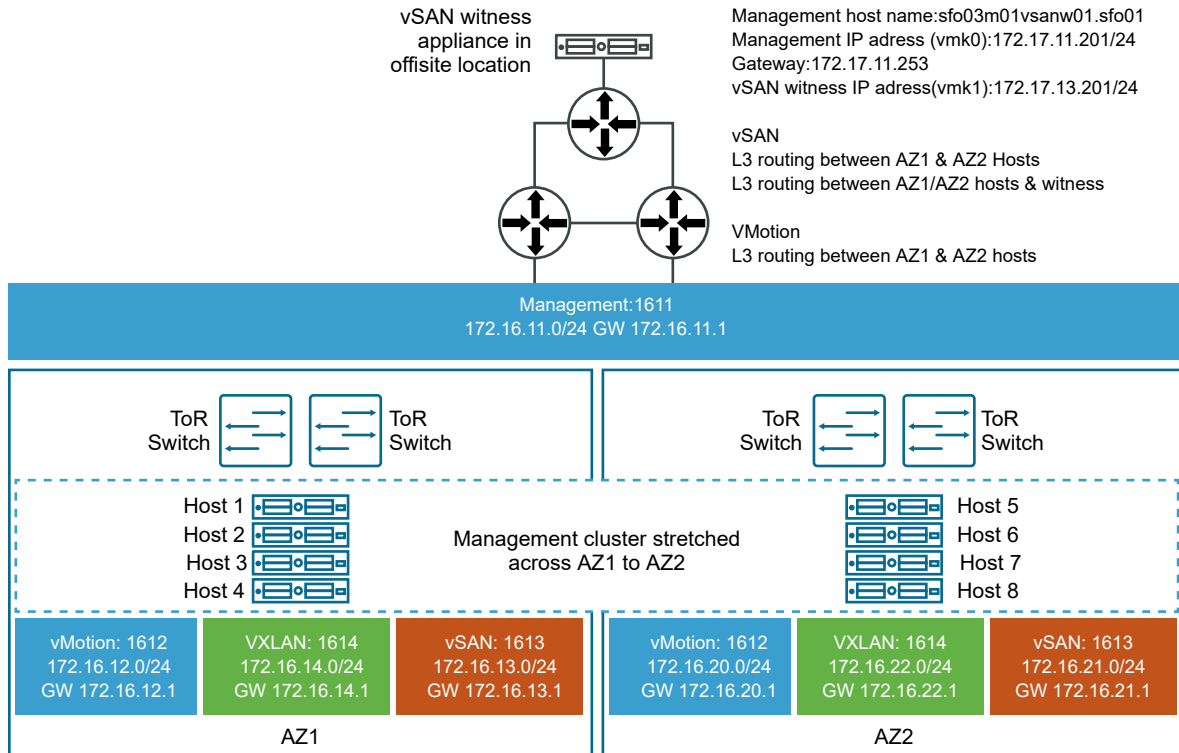 vSAN witness
appliance in
offisite location
Management host name:sfo03m01vsanw01.sfo01
Management IP adress (vmk0):172.17.11.201/24
Gateway:172.17.11.253
vSAN witness IP adress(vmk1):172.17.13.201/24
vSAN
L3 routing between AZ1 & AZ2 Hosts
L3 routing between AZ1/AZ2 hosts & witness
VMotion
L3 routing between AZ1 & AZ2 hosts
Management:1611
172.16.11.0/24 GW 172.16.11.1
ToR
Switch
ToR
Switch
ToR
Switch
ToR
Switch
Host 1
Host 2
Host 3
Host 4
Management cluster stretched
across AZ1 to AZ2
Host 5
Host 6
Host 7
Host 8
vMotion: 1612
172.16.12.0/24
GW 172.16.12.1
VXLAN: 1614
172.16.14.0/24
GW 172.16.14.1
vSAN: 1613
172.16.13.0/24
GW 172.16.13.1
AZ1
vMotion: 1612
172.16.20.0/24
GW 172.16.20.1
VXLAN: 1614
172.16.22.0/24
GW 172.16.22.1
vSAN: 1613
172.16.21.0/24
GW 172.16.21.1
AZ2